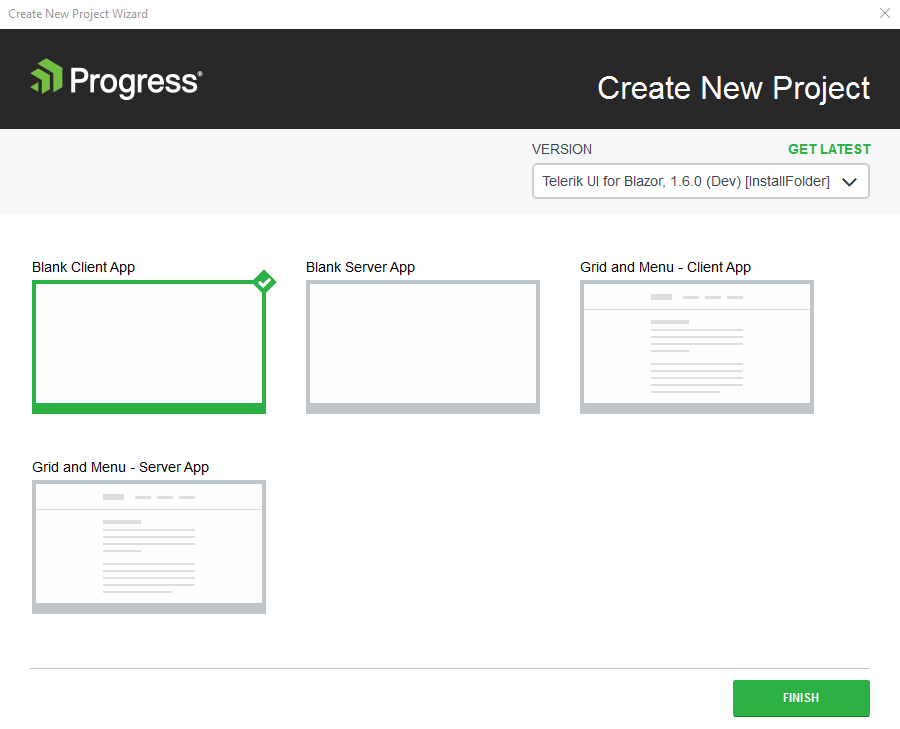 Create New Project Wizard
Progress®
Create New Project
VERSION
GET LATEST
Telerik UI for Blazor, 1.6.0 (Dev) [InstallFolder]
Blank Client App
Blank Server App
Grid and Menu - Client App
Grid and Menu - Server App
FINISH